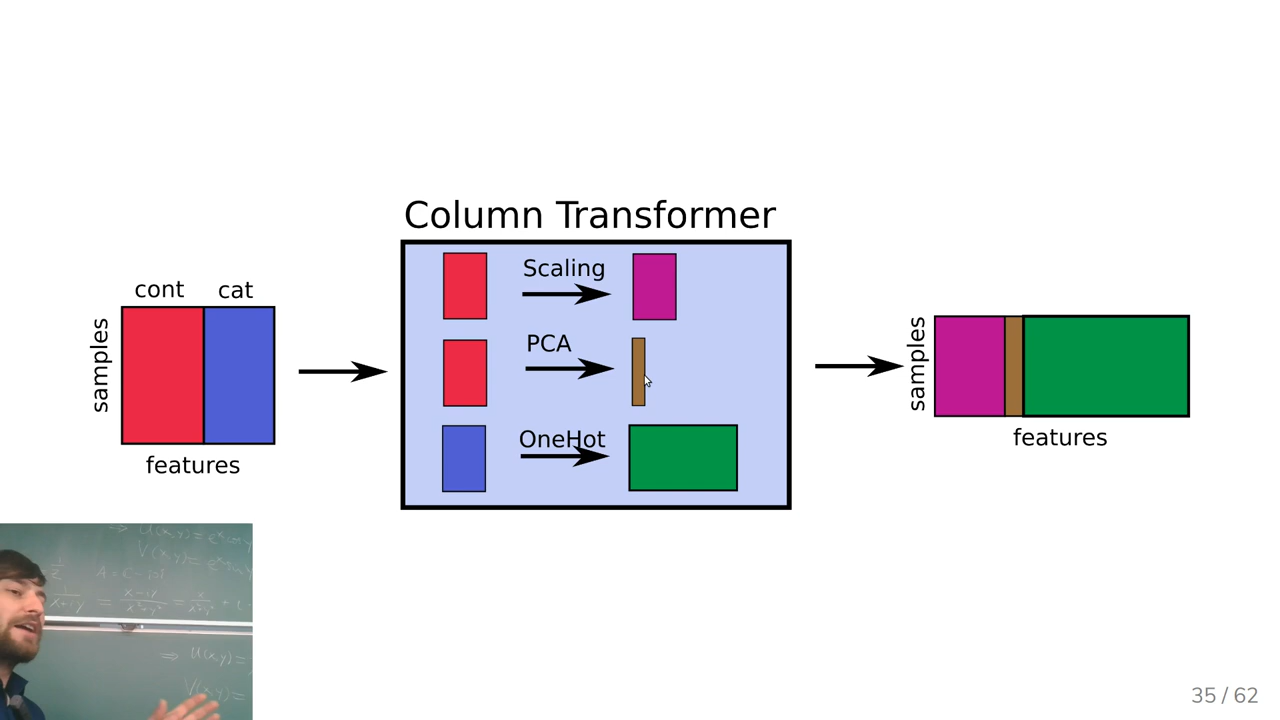 Column Transformer
cont cat
samples
features
Scaling
PCA
OneHot
samples
features
⇒ U(x,y) = e
V(x,y) = e
⇒ U(x,y) =
V(x,y) =
35 / 62